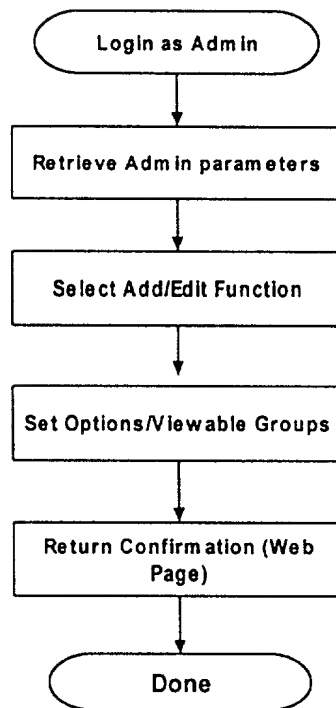 Login as Admin
Retrieve Admin parameters
Select Add/Edit Function
Set Options/Viewable Groups
Return Confirmation (Web
Page)
Done